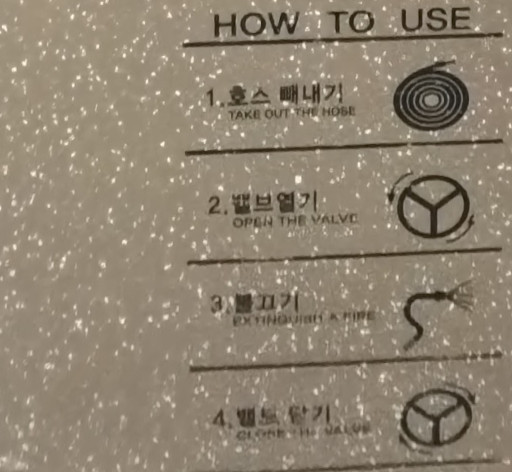 HOW TO USE
1.호스 빼내기
TAKE OUT THE HOSE
2.밸브열기
OPEN THE VALVE
3.불끄기
EXTINGUISH A FIRE
4.밸브 닫기
CLOSE THE VALVE